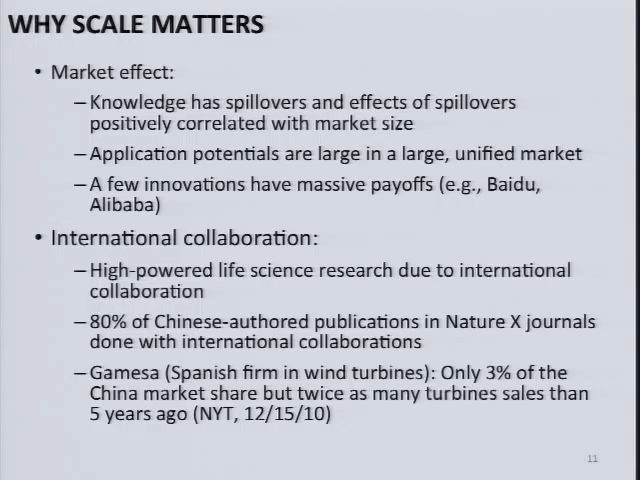 WHY SCALE MATTERS
• Market effect:
– Knowledge has spillovers and effects of spillovers
positively correlated with market size
– Application potentials are large in a large, unified market
– A few innovations have massive payoffs (e.g., Baidu,
Alibaba)
• International collaboration:
– High-powered life science research due to international
collaboration
– 80% of Chinese-authored publications in Nature X journals
done with international collaborations
– Gamesa (Spanish firm in wind turbines): Only 3% of the
China market share but twice as many turbines sales than
5 years ago (NYT, 12/15/10)
11